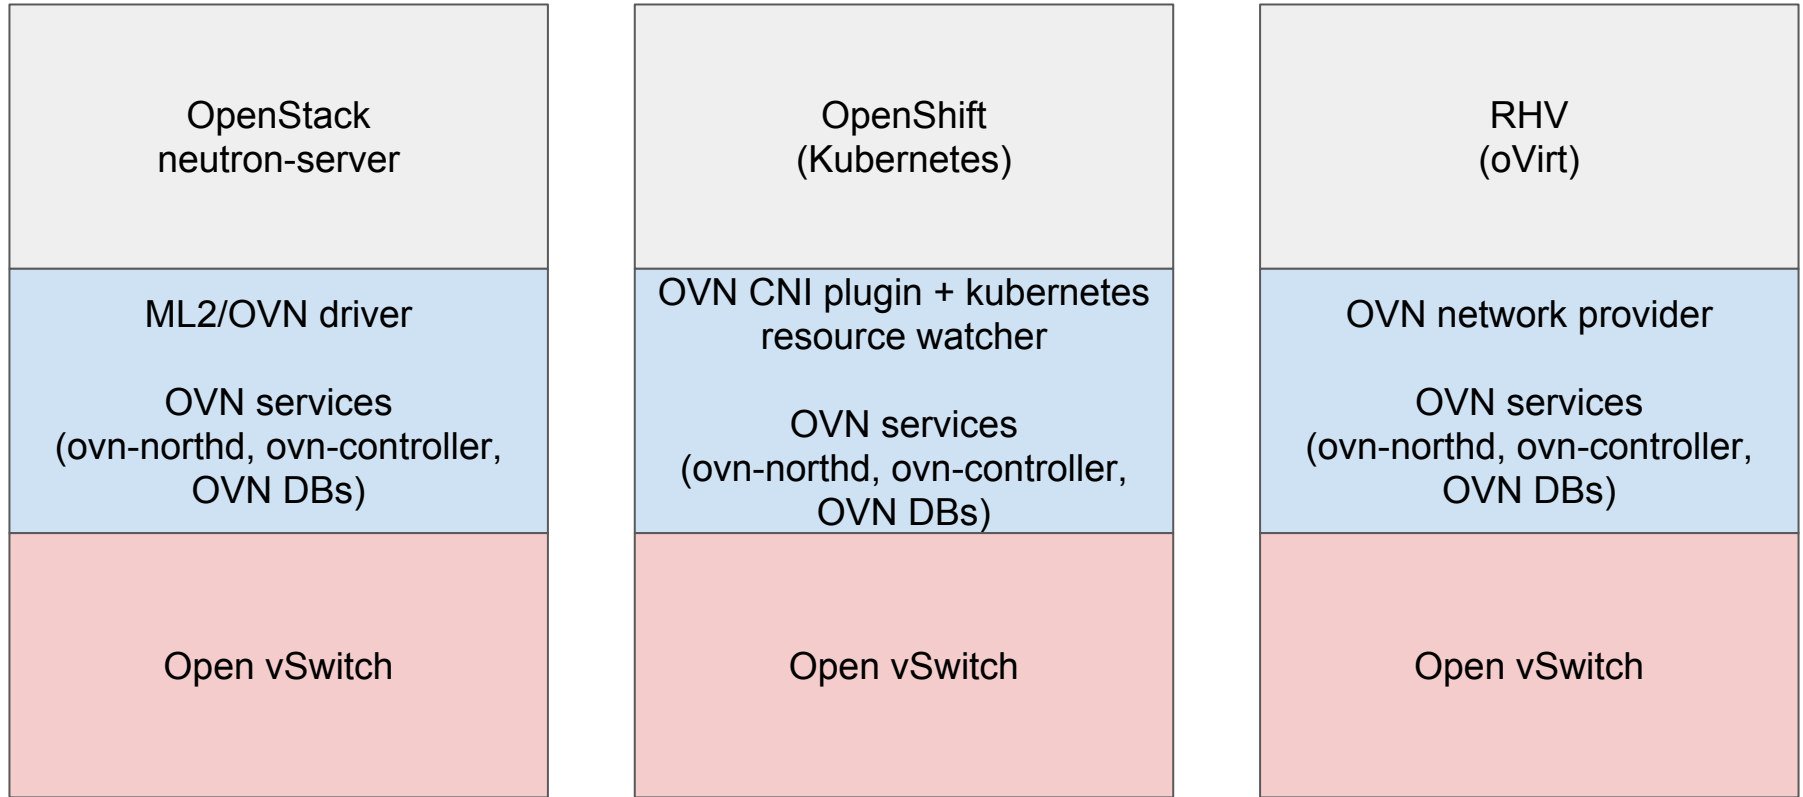 OpenStack
neutron-server
ML2/OVN driver
OVN services
(ovn-northd, ovn-controller,
OVN DBs)
Open vSwitch
OpenShift
(Kubernetes)
OVN CNI plugin + kubernetes
resource watcher
OVN services
(ovn-northd, ovn-controller,
OVN DBs)
Open vSwitch
RHV
(oVirt)
OVN network provider
OVN services
(ovn-northd, ovn-controller,
OVN DBs)
Open vSwitch